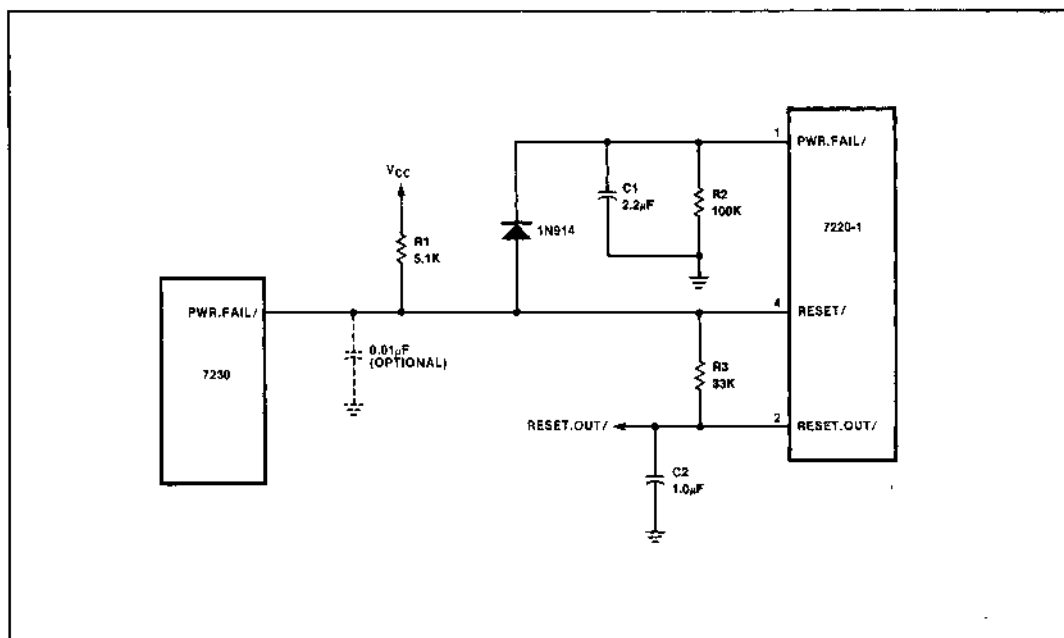 1
PWR.FAIL/
VCC
C1
2.2µF
R2
100K
1N914
7220-1
R1
5.1K
PWR.FAIL/
4
RESET/
0.01µF
(OPTIONAL)
7230
R3
33K
RESET.OUT/
2
RESET.OUT/
C2
1.0µF